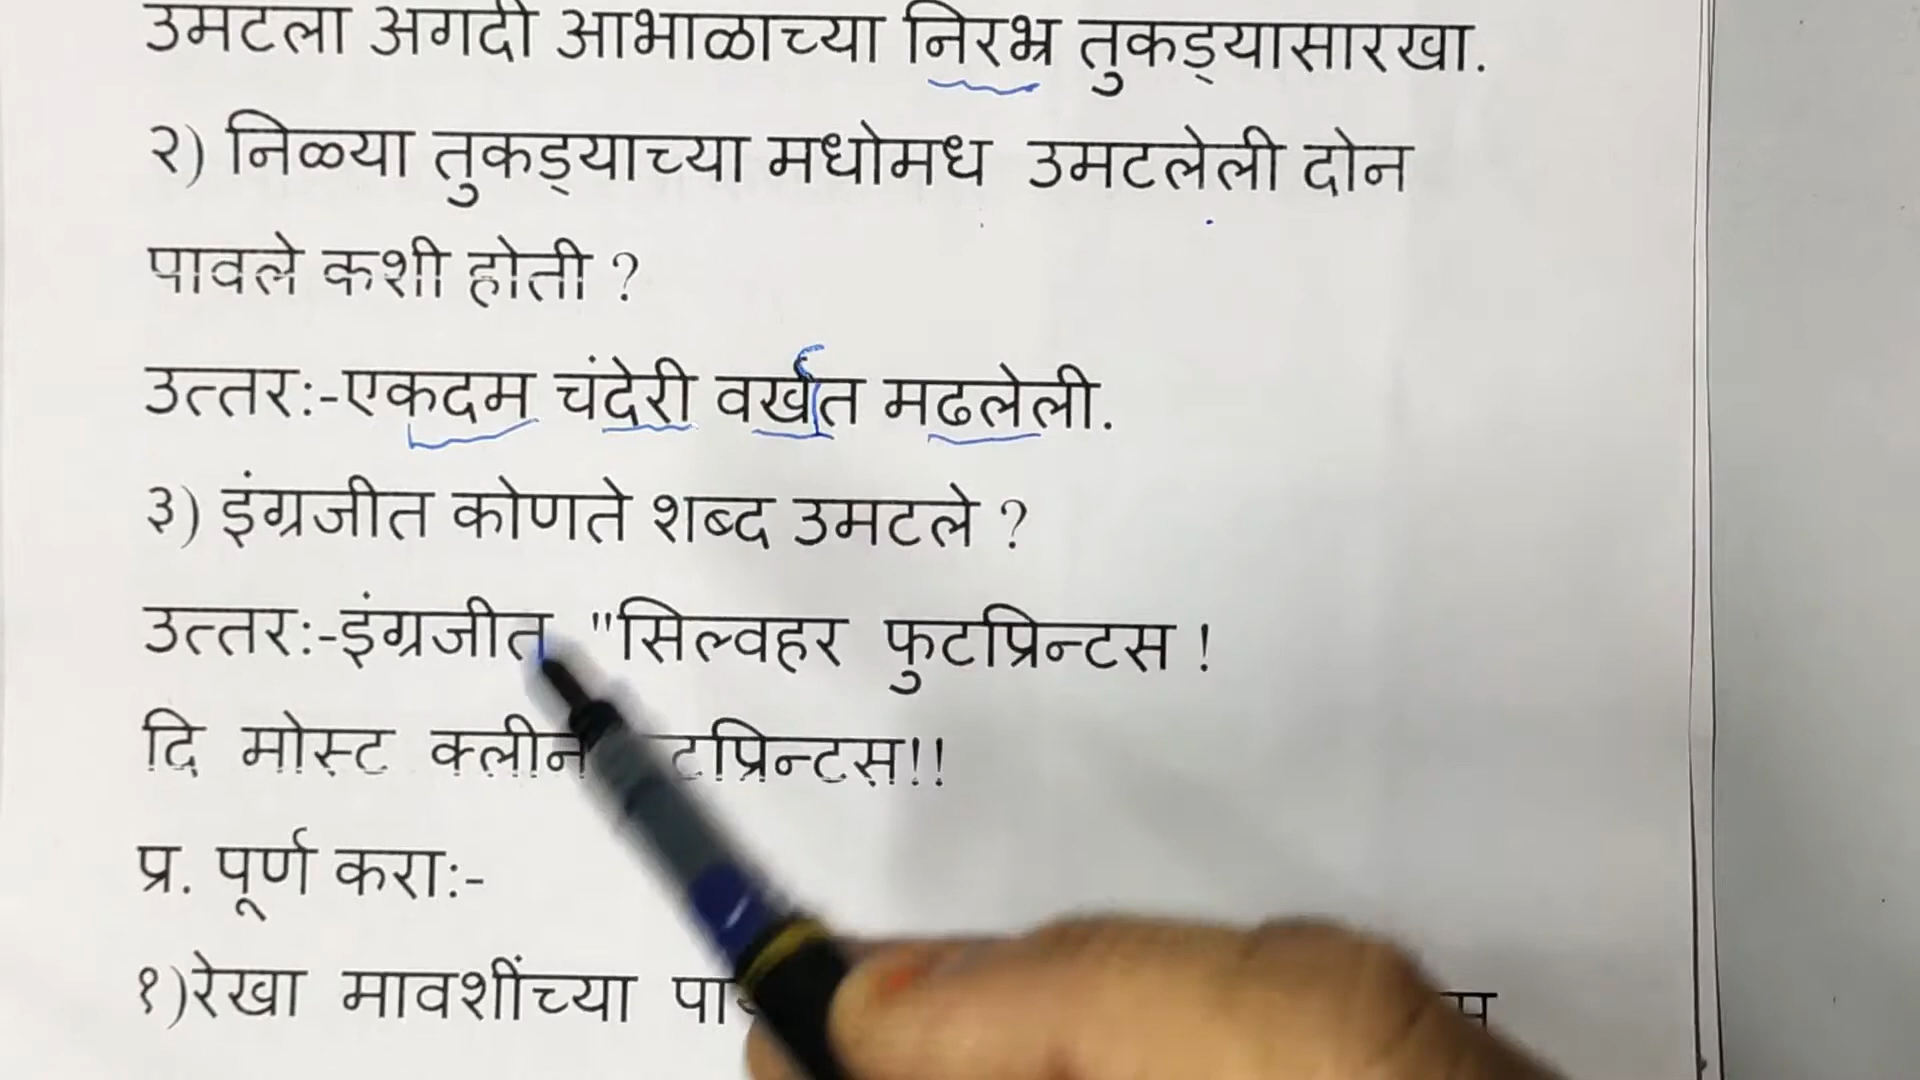 उमटला अगदी आभाळाच्या निरभ्र तुकड्यासारखा.
२) निळ्या तुकड्याच्या मधोमध उमटलेली दोन
पावले कशी होती ?
उत्तर:-एकदम चंदेरी वर्खात मढलेली.
३) इंग्रजीत कोणते शब्द उमटले ?
उत्तर:-इंग्रजीत "सिल्वहर फुटप्रिन्टस !
दि मोस्ट क्लीन टप्रिन्टस!!
प्र. पूर्ण करा:-
१)रेखा मावशींच्या